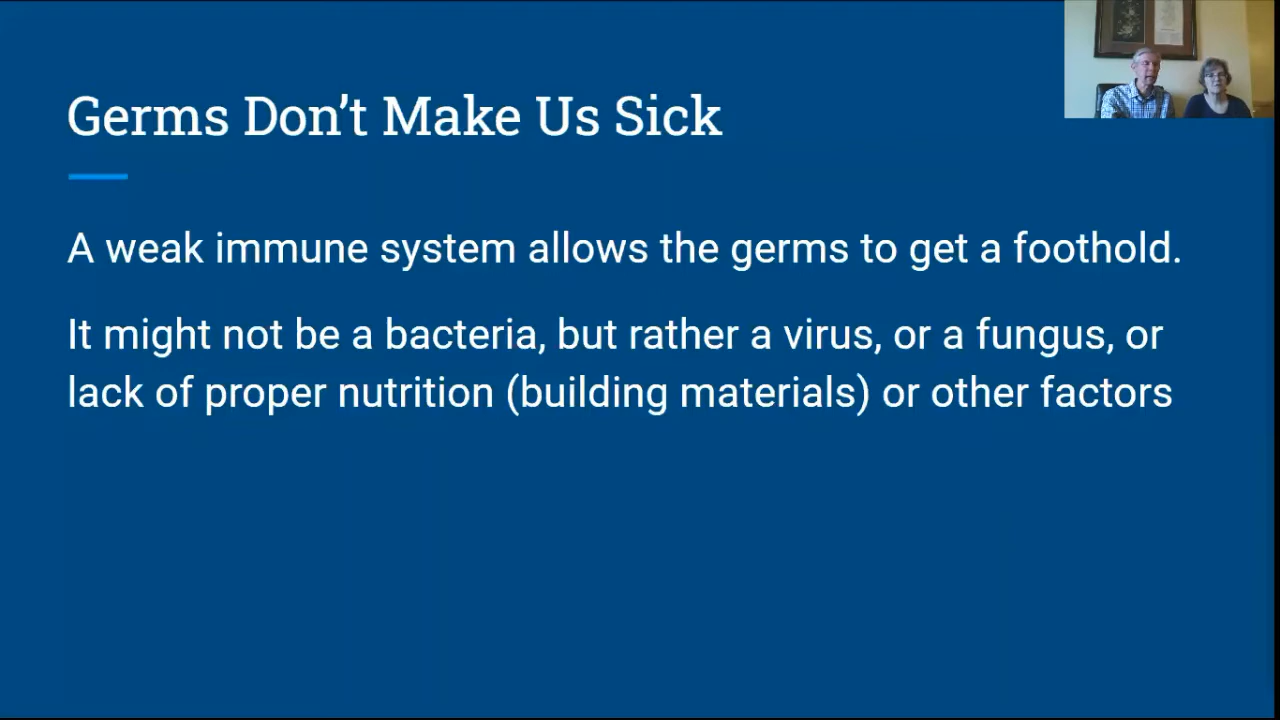 Germs Don’t Make Us Sick
A weak immune system allows the germs to get a foothold.
It might not be a bacteria, but rather a virus, or a fungus, or
lack of proper nutrition (building materials) or other factors